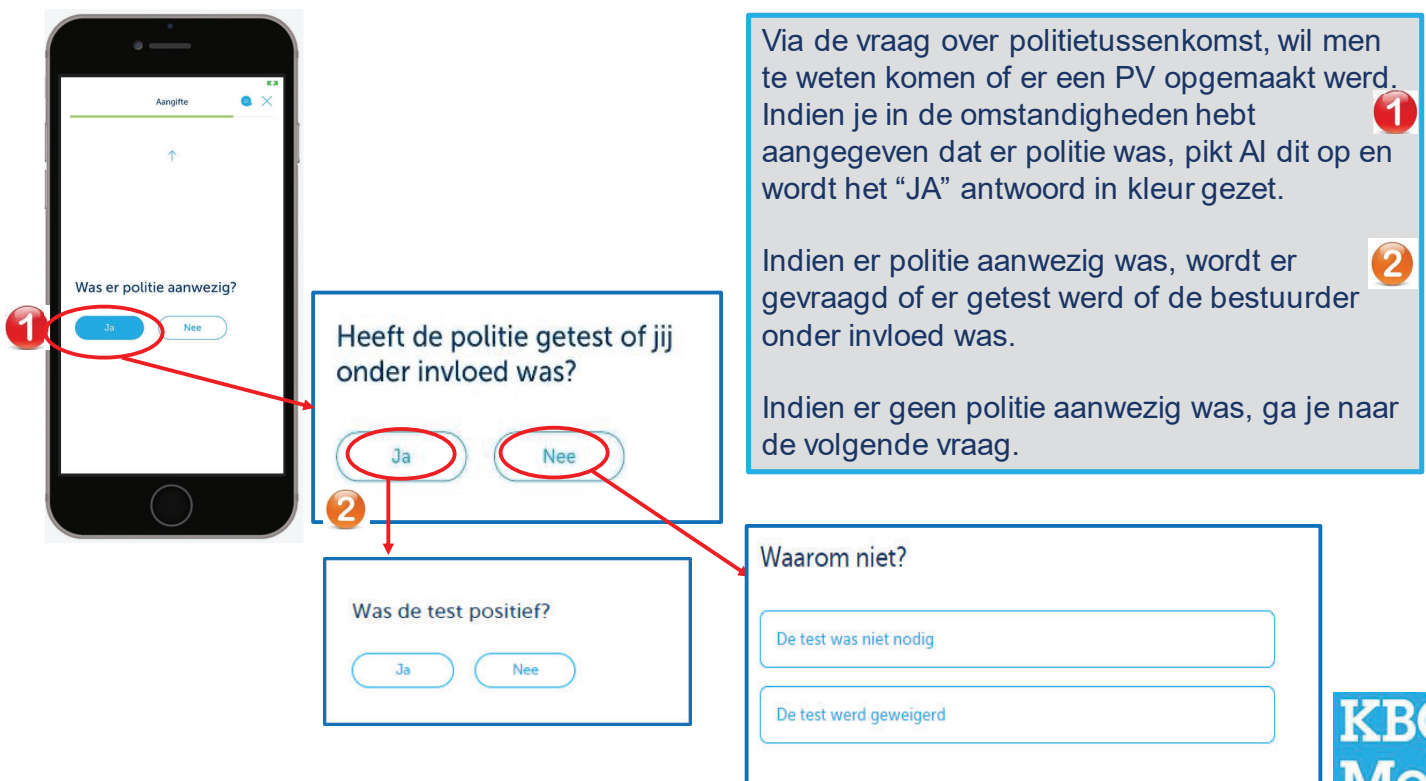 Aangifte
Was er politie aanwezig?
1
Ja
Nee
Heeft de politie getest of jij
onder invloed was?
Ja
Nee
2
Was de test positief?
Ja
Nee
Via de vraag over politietussenkomst, wil men
te weten komen of er een PV opgemaakt werd.
Indien je in de omstandigheden hebt
1
aangegeven dat er politie was, pikt AI dit op en
wordt het “JA” antwoord in kleur gezet.
Indien er politie aanwezig was, wordt er
2
gevraagd of er getest werd of de bestuurder
onder invloed was.
Indien er geen politie aanwezig was, ga je naar
de volgende vraag.
Waarom niet?
De test was niet nodig
De test werd geweigerd